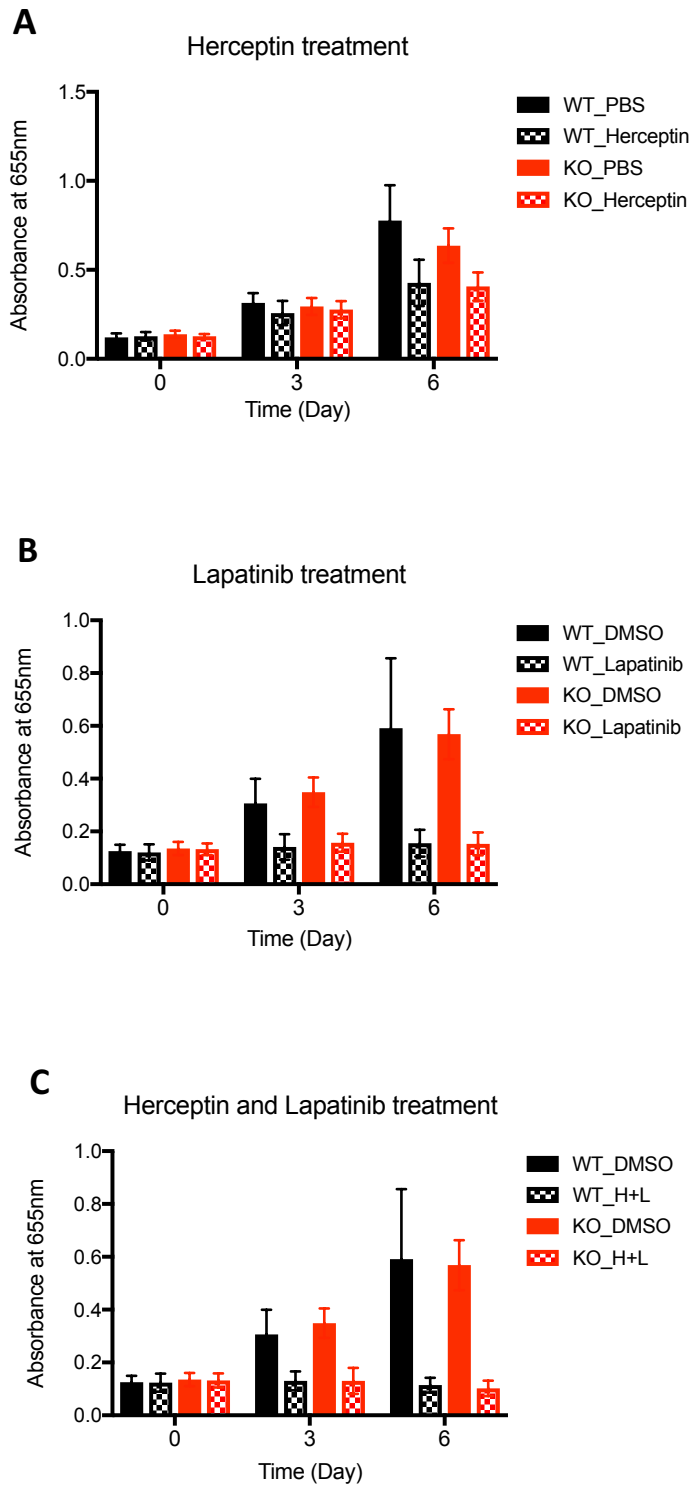 A
Herceptin treatment
Absorbance at 655nm
1.5
1.0
0.5
0.0
0 3 6
Time (Day)
WT_PBS
WT_Herceptin
KO_PBS
KO_Herceptin
B
Lapatinib treatment
Absorbance at 655nm
1.0
0.8
0.6
0.4
0.2
0.0
0 3 6
Time (Day)
WT_DMSO
WT_Lapatinib
KO_DMSO
KO_Lapatinib
C
Herceptin and Lapatinib treatment
Absorbance at 655nm
1.0
0.8
0.6
0.4
0.2
0.0
0 3 6
Time (Day)
WT_DMSO
WT_H+L
KO_DMSO
KO_H+L